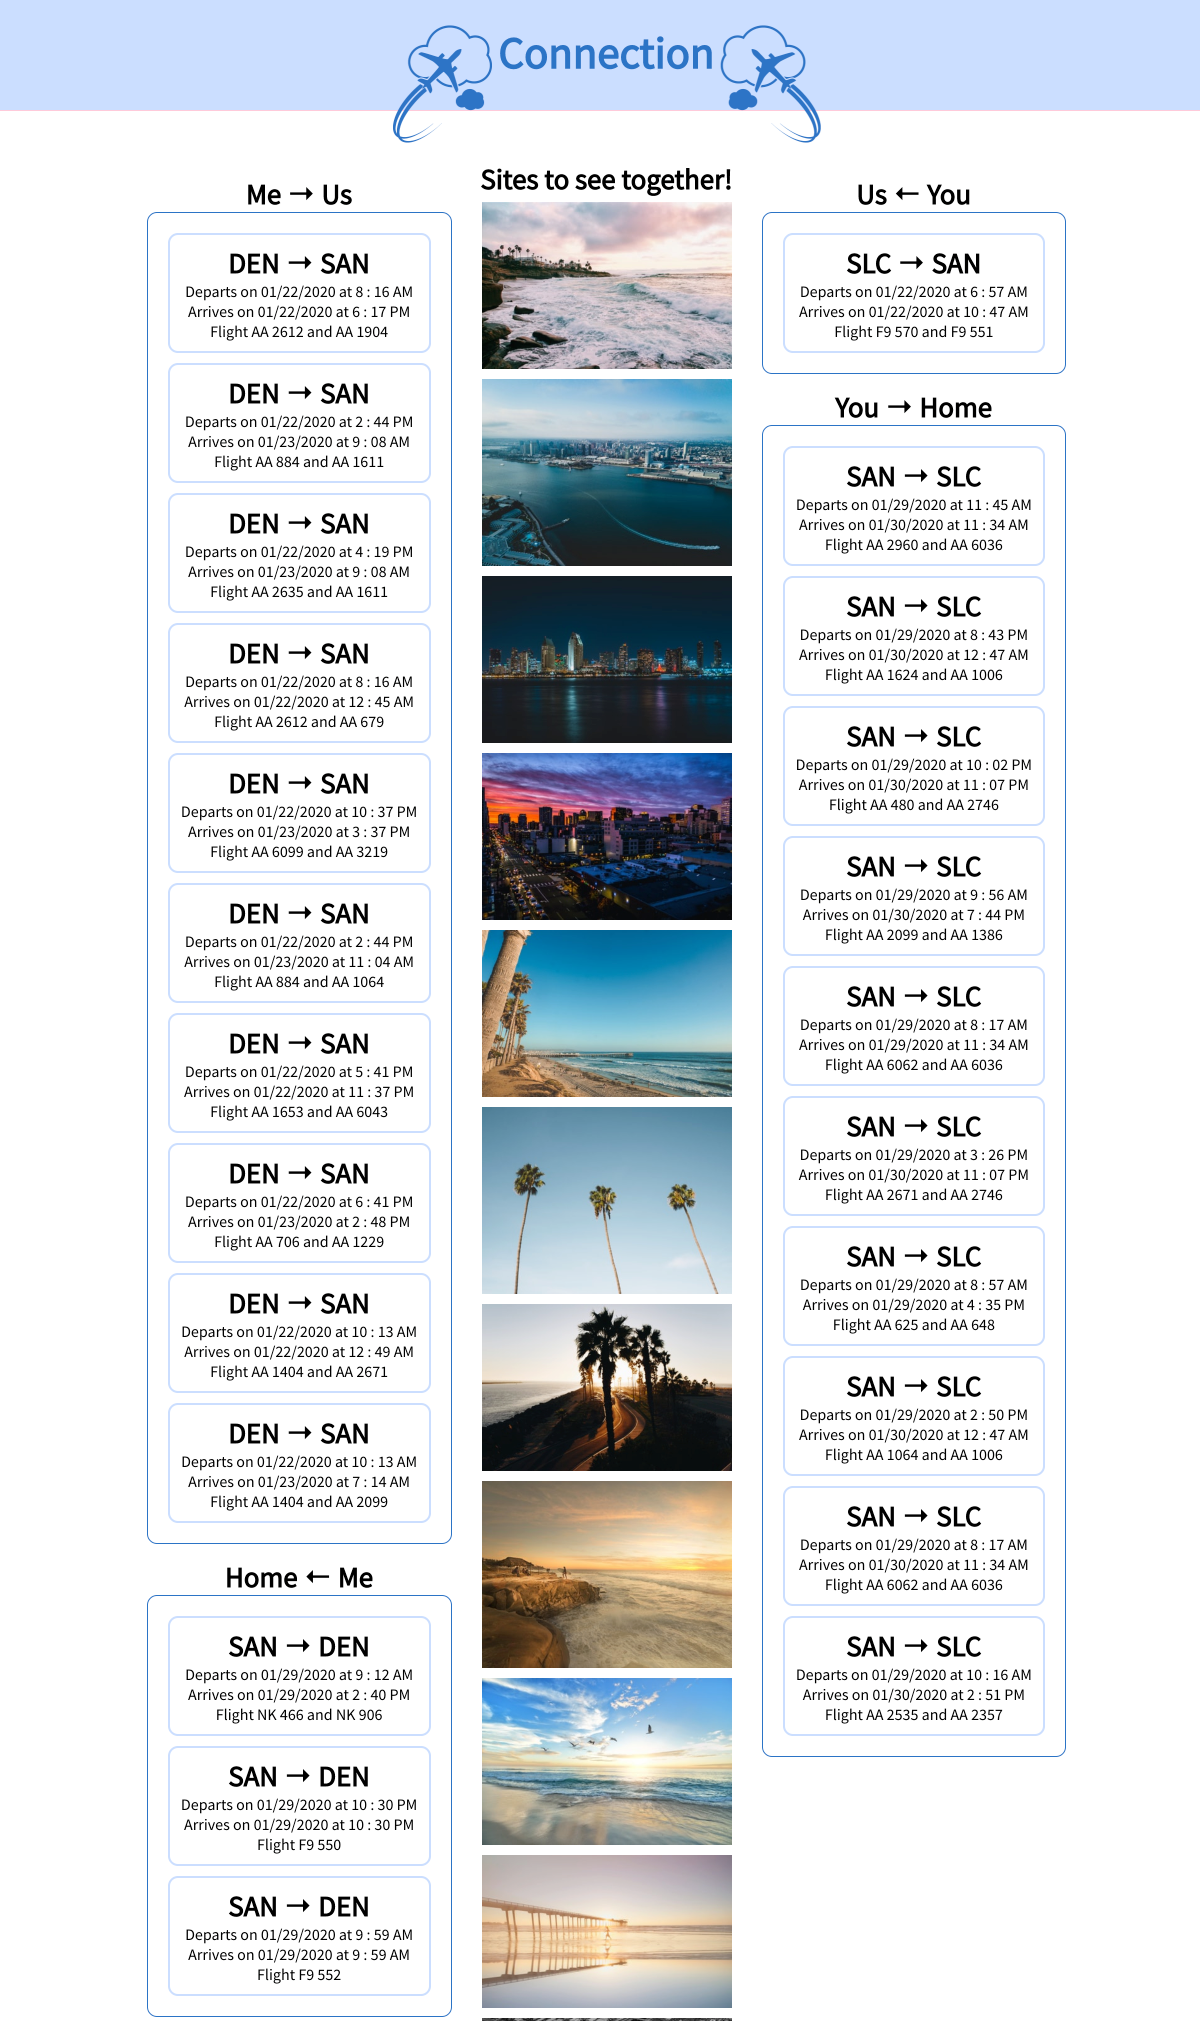 Connection
Me → Us
DEN → SAN
Departs on 01/22/2020 at 8 : 16 AM
Arrives on 01/22/2020 at 6 : 17 PM
Flight AA 2612 and AA 1904
DEN → SAN
Departs on 01/22/2020 at 2 : 44 PM
Arrives on 01/23/2020 at 9 : 08 AM
Flight AA 884 and AA 1611
DEN → SAN
Departs on 01/22/2020 at 4 : 19 PM
Arrives on 01/23/2020 at 9 : 08 AM
Flight AA 2635 and AA 1611
DEN → SAN
Departs on 01/22/2020 at 8 : 16 AM
Arrives on 01/22/2020 at 12 : 45 AM
Flight AA 2612 and AA 679
DEN → SAN
Departs on 01/22/2020 at 10 : 37 PM
Arrives on 01/23/2020 at 3 : 37 PM
Flight AA 6099 and AA 3219
DEN → SAN
Departs on 01/22/2020 at 2 : 44 PM
Arrives on 01/23/2020 at 11 : 04 AM
Flight AA 884 and AA 1064
DEN → SAN
Departs on 01/22/2020 at 5 : 41 PM
Arrives on 01/22/2020 at 11 : 37 PM
Flight AA 1653 and AA 6043
DEN → SAN
Departs on 01/22/2020 at 6 : 41 PM
Arrives on 01/23/2020 at 2 : 48 PM
Flight AA 706 and AA 1229
DEN → SAN
Departs on 01/22/2020 at 10 : 13 AM
Arrives on 01/22/2020 at 12 : 49 AM
Flight AA 1404 and AA 2671
DEN → SAN
Departs on 01/22/2020 at 10 : 13 AM
Arrives on 01/23/2020 at 7 : 14 AM
Flight AA 1404 and AA 2099
Home ← Me
SAN → DEN
Departs on 01/29/2020 at 9 : 12 AM
Arrives on 01/29/2020 at 2 : 40 PM
Flight NK 466 and NK 906
SAN → DEN
Departs on 01/29/2020 at 10 : 30 PM
Arrives on 01/29/2020 at 10 : 30 PM
Flight F9 550
SAN → DEN
Departs on 01/29/2020 at 9 : 59 AM
Arrives on 01/29/2020 at 9 : 59 AM
Flight F9 552
Sites to see together!
Us ← You
SLC → SAN
Departs on 01/22/2020 at 6 : 57 AM
Arrives on 01/22/2020 at 10 : 47 AM
Flight F9 570 and F9 551
You → Home
SAN → SLC
Departs on 01/29/2020 at 11 : 45 AM
Arrives on 01/30/2020 at 11 : 34 AM
Flight AA 2960 and AA 6036
SAN → SLC
Departs on 01/29/2020 at 8 : 43 PM
Arrives on 01/30/2020 at 12 : 47 AM
Flight AA 1624 and AA 1006
SAN → SLC
Departs on 01/29/2020 at 10 : 02 PM
Arrives on 01/30/2020 at 11 : 07 PM
Flight AA 480 and AA 2746
SAN → SLC
Departs on 01/29/2020 at 9 : 56 AM
Arrives on 01/30/2020 at 7 : 44 PM
Flight AA 2099 and AA 1386
SAN → SLC
Departs on 01/29/2020 at 8 : 17 AM
Arrives on 01/29/2020 at 11 : 34 AM
Flight AA 6062 and AA 6036
SAN → SLC
Departs on 01/29/2020 at 3 : 26 PM
Arrives on 01/30/2020 at 11 : 07 PM
Flight AA 2671 and AA 2746
SAN → SLC
Departs on 01/29/2020 at 8 : 57 AM
Arrives on 01/29/2020 at 4 : 35 PM
Flight AA 625 and AA 648
SAN → SLC
Departs on 01/29/2020 at 2 : 50 PM
Arrives on 01/30/2020 at 12 : 47 AM
Flight AA 1064 and AA 1006
SAN → SLC
Departs on 01/29/2020 at 8 : 17 AM
Arrives on 01/30/2020 at 11 : 34 AM
Flight AA 6062 and AA 6036
SAN → SLC
Departs on 01/29/2020 at 10 : 16 AM
Arrives on 01/30/2020 at 2 : 51 PM
Flight AA 2535 and AA 2357